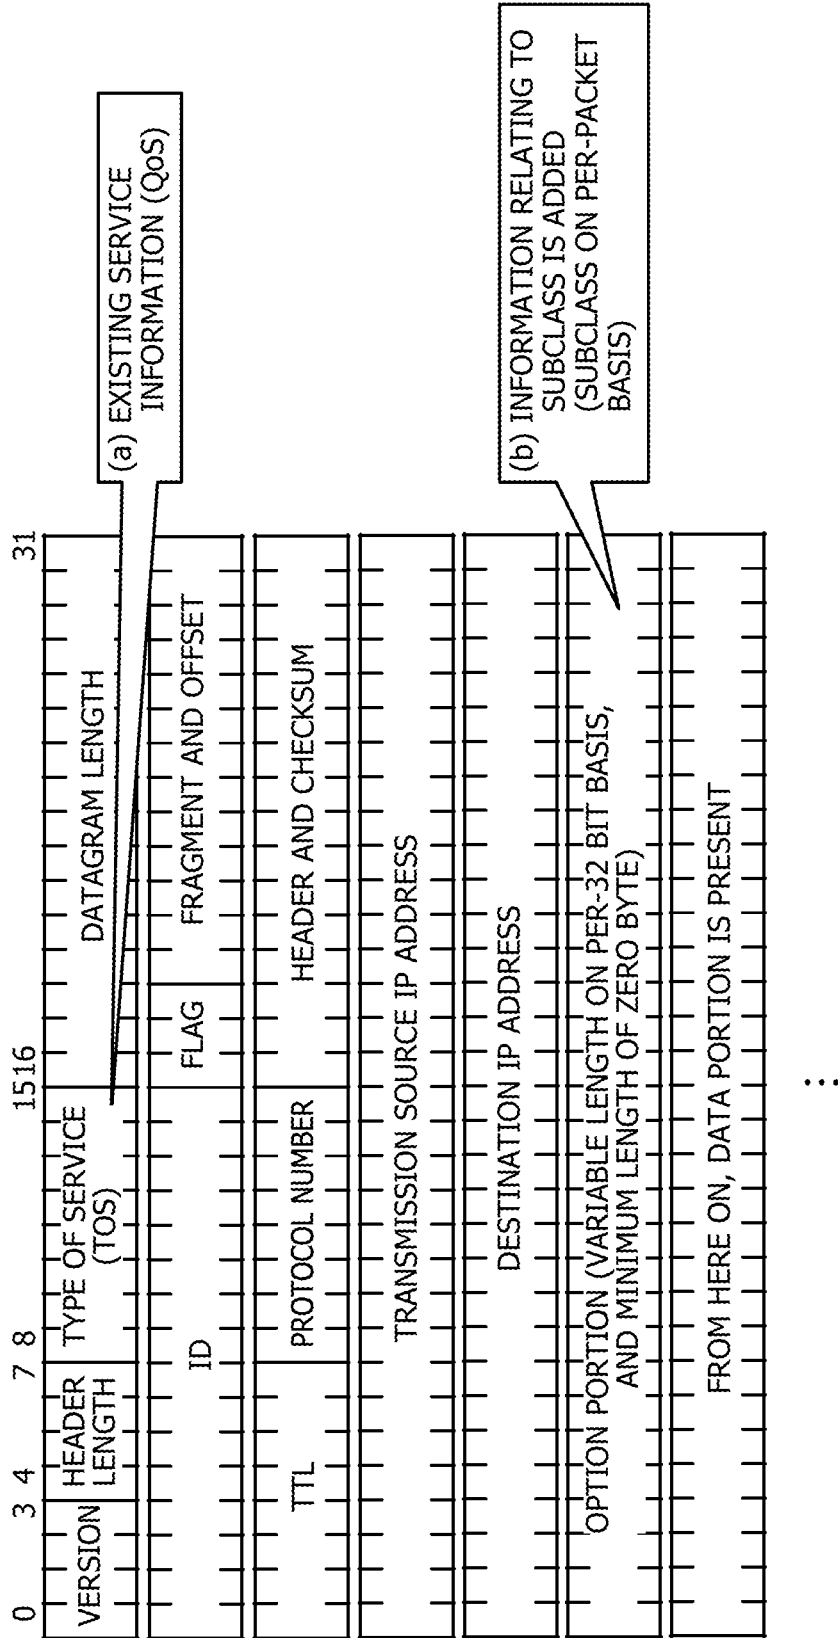 0 3 4 7 8 1516 31
VERSION
HEADER
LENGTH
TYPE OF SERVICE
(TOS)
DATAGRAM LENGTH
(a) EXISTING SERVICE
INFORMATION (QoS)
ID
FLAG
FRAGMENT AND OFFSET
TTL
PROTOCOL NUMBER
HEADER AND CHECKSUM
TRANSMISSION SOURCE IP ADDRESS
DESTINATION IP ADDRESS
OPTION PORTION (VARIABLE LENGTH ON PER-32 BIT BASIS,
AND MINIMUM LENGTH OF ZERO BYTE)
(b) INFORMATION RELATING TO
SUBCLASS IS ADDED
(SUBCLASS ON PER-PACKET
BASIS)
FROM HERE ON, DATA PORTION IS PRESENT
...